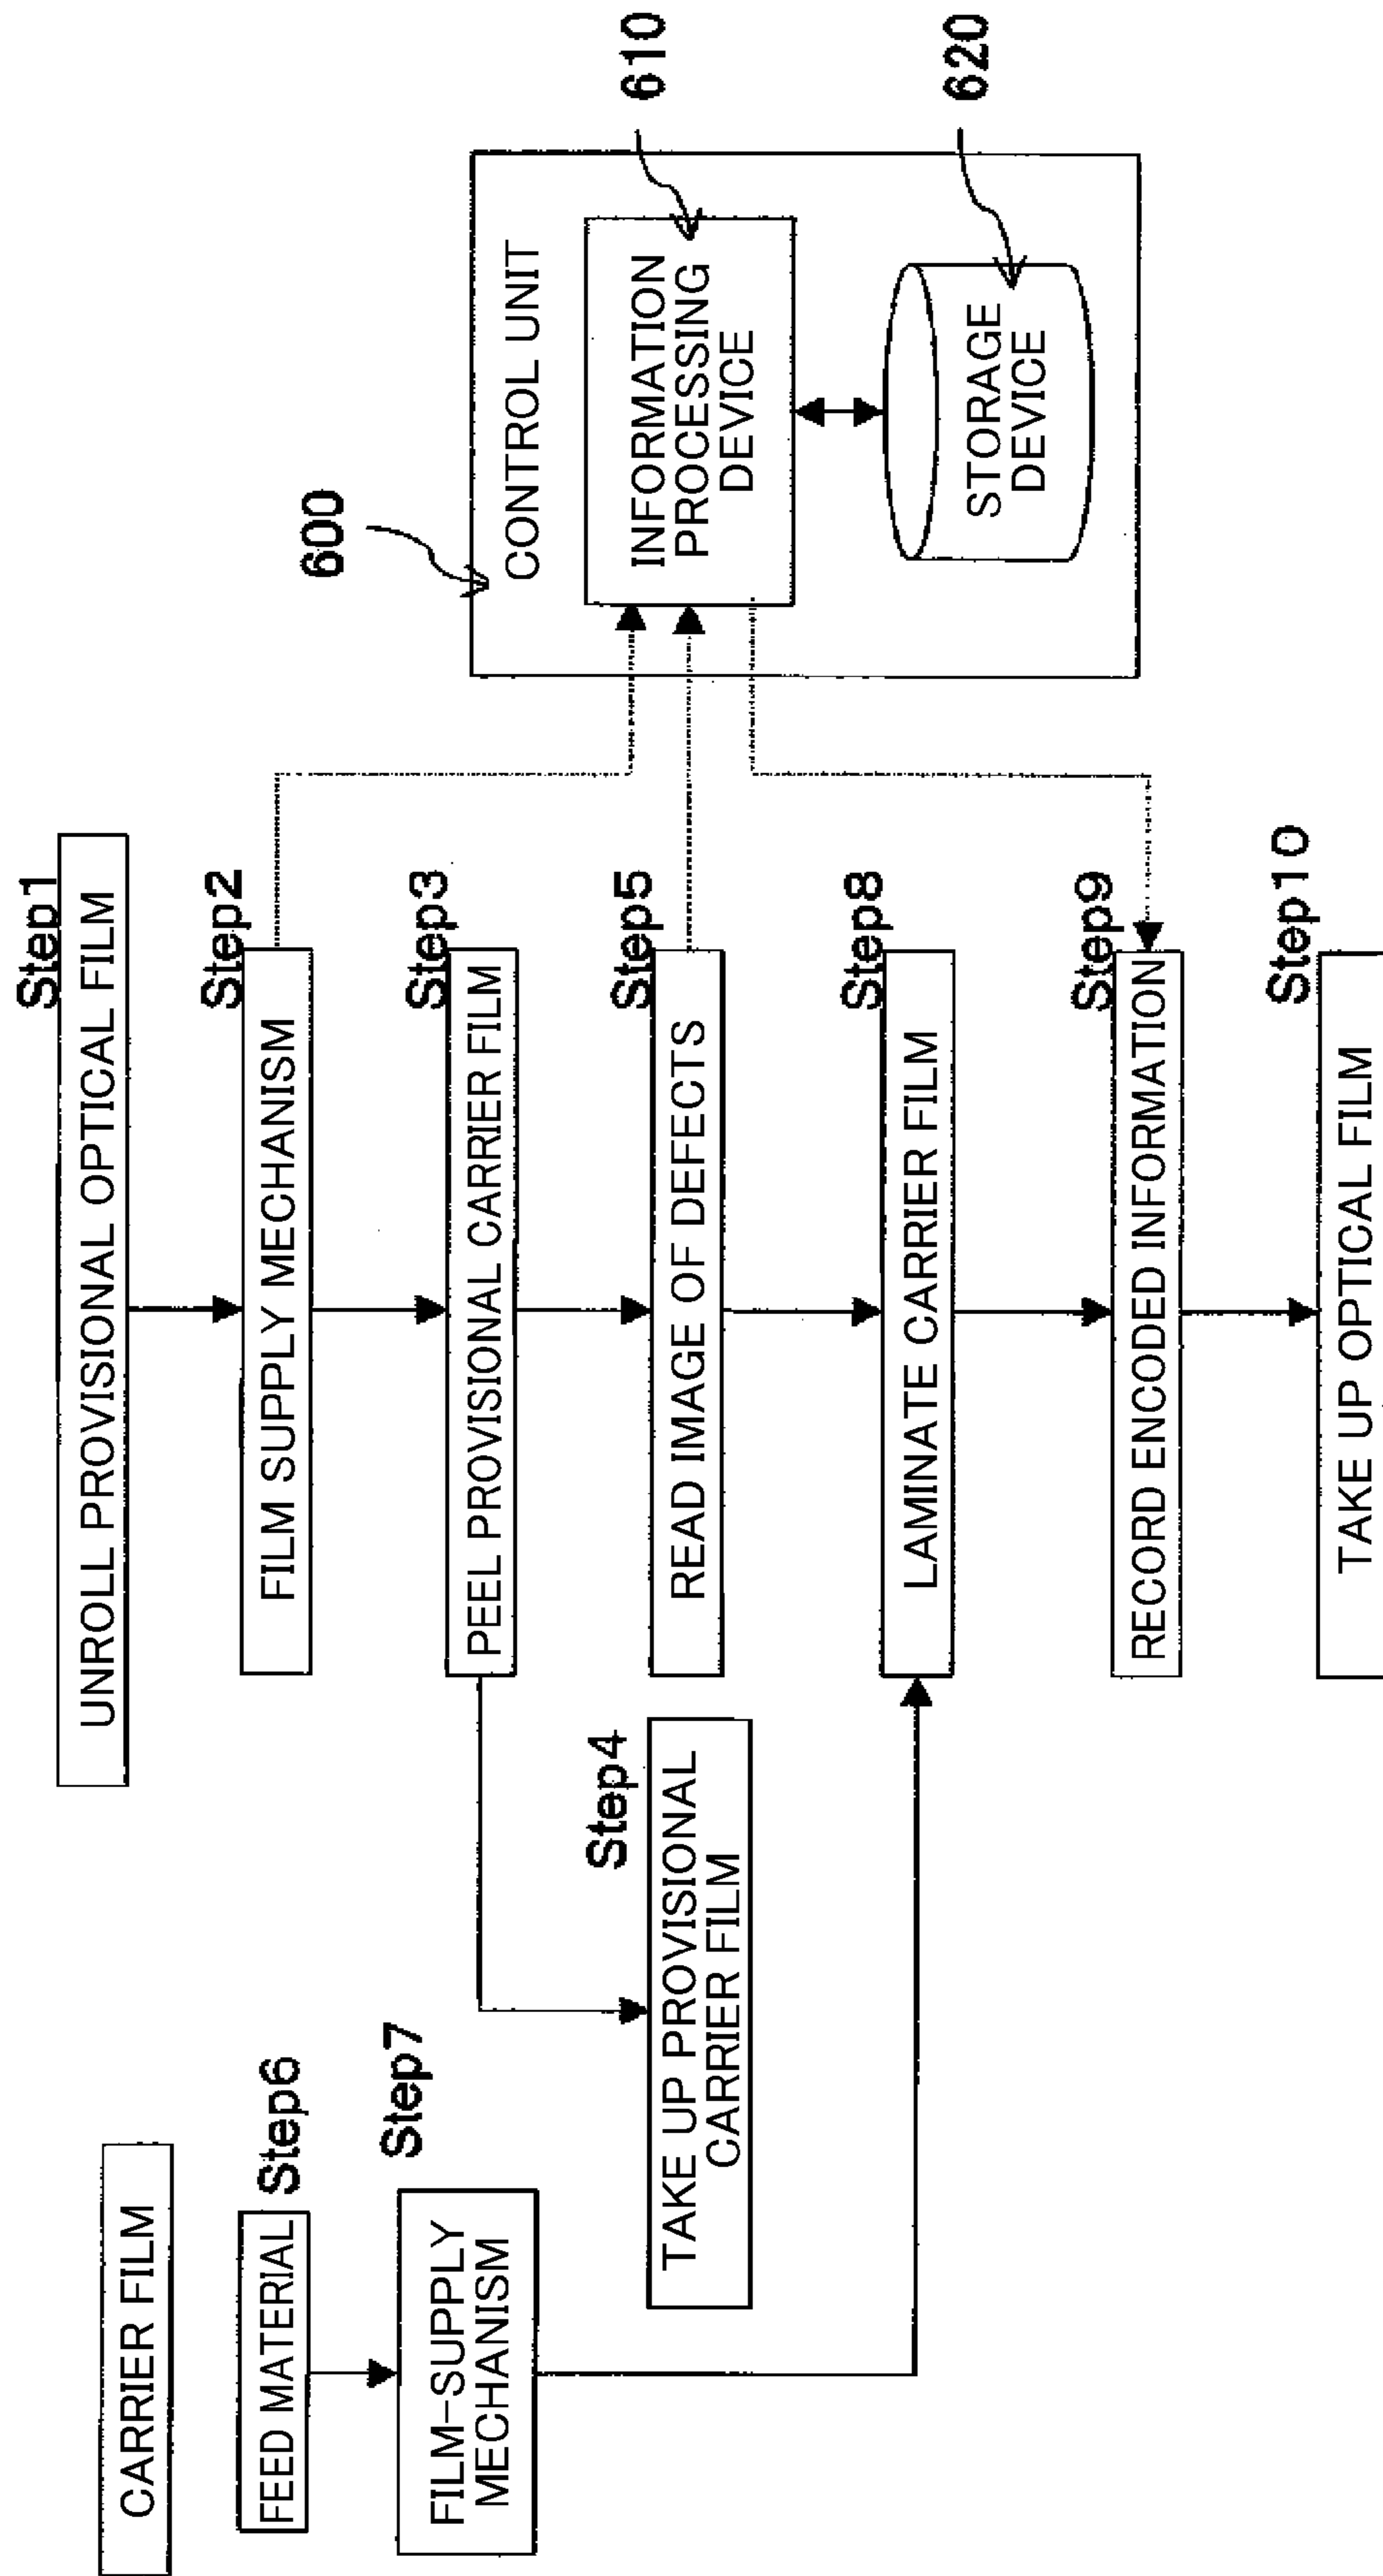 CARRIER FILM
FEED MATERIAL
Step6
FILM-SUPPLY
MECHANISM
Step7
TAKE UP PROVISIONAL
CARRIER FILM
Step4
UNROLL PROVISIONAL OPTICAL FILM
Step1
FILM SUPPLY MECHANISM
Step2
PEEL PROVISIONAL CARRIER FILM
Step3
READ IMAGE OF DEFECTS
Step5
LAMINATE CARRIER FILM
Step8
RECORD ENCODED INFORMATION
Step9
TAKE UP OPTICAL FILM
Step10
600
CONTROL UNIT
INFORMATION
PROCESSING
DEVICE
610
STORAGE
DEVICE
620